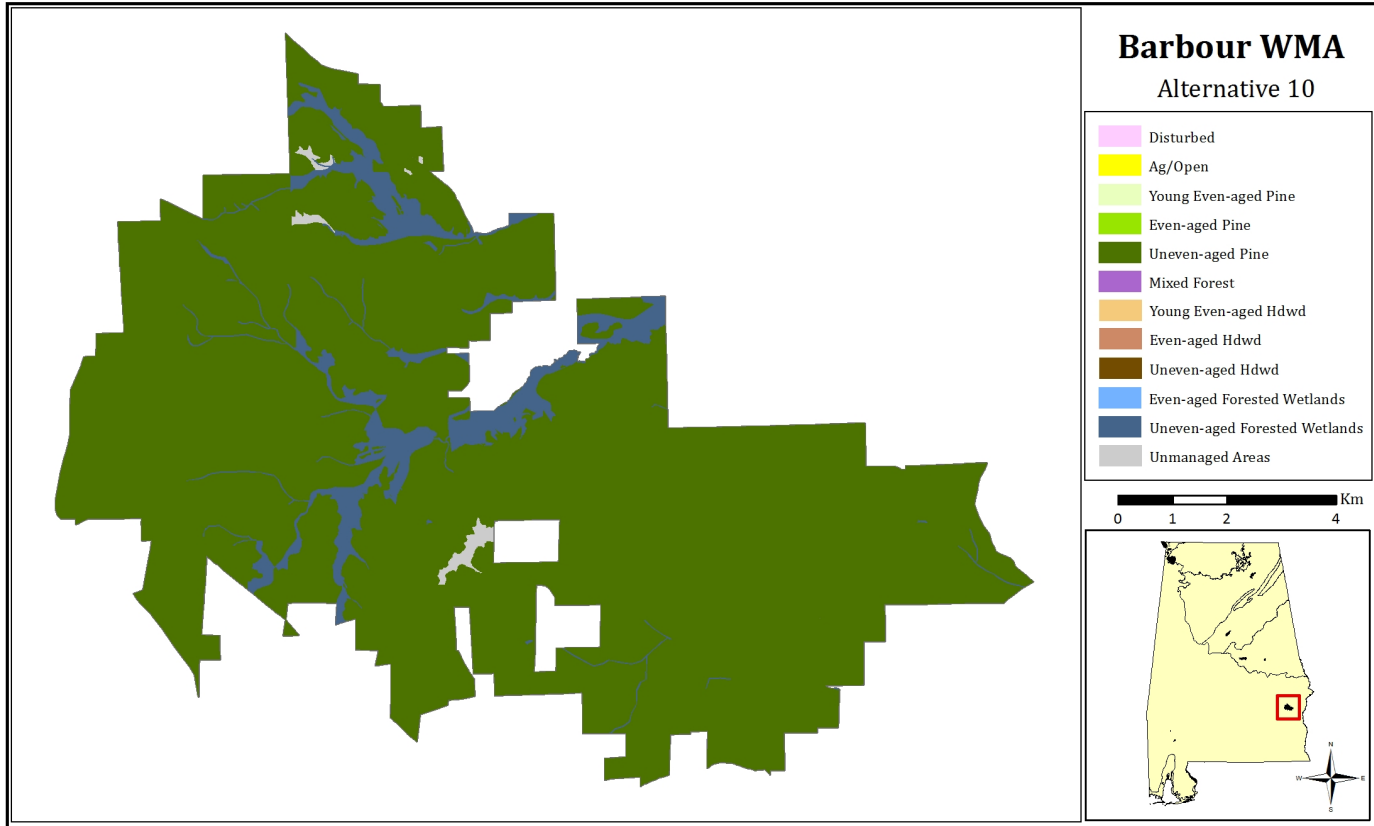 Barbour WMA
Alternative 10
Disturbed
Ag/Open
Young Even-aged Pine
Even-aged Pine
Uneven-aged Pine
Mixed Forest
Young Even-aged Hdwd
Even-aged Hdwd
Uneven-aged Hdwd
Even-aged Forested Wetlands
Uneven-aged Forested Wetlands
Unmanaged Areas
Km
0 1 2 4
N
W E
S